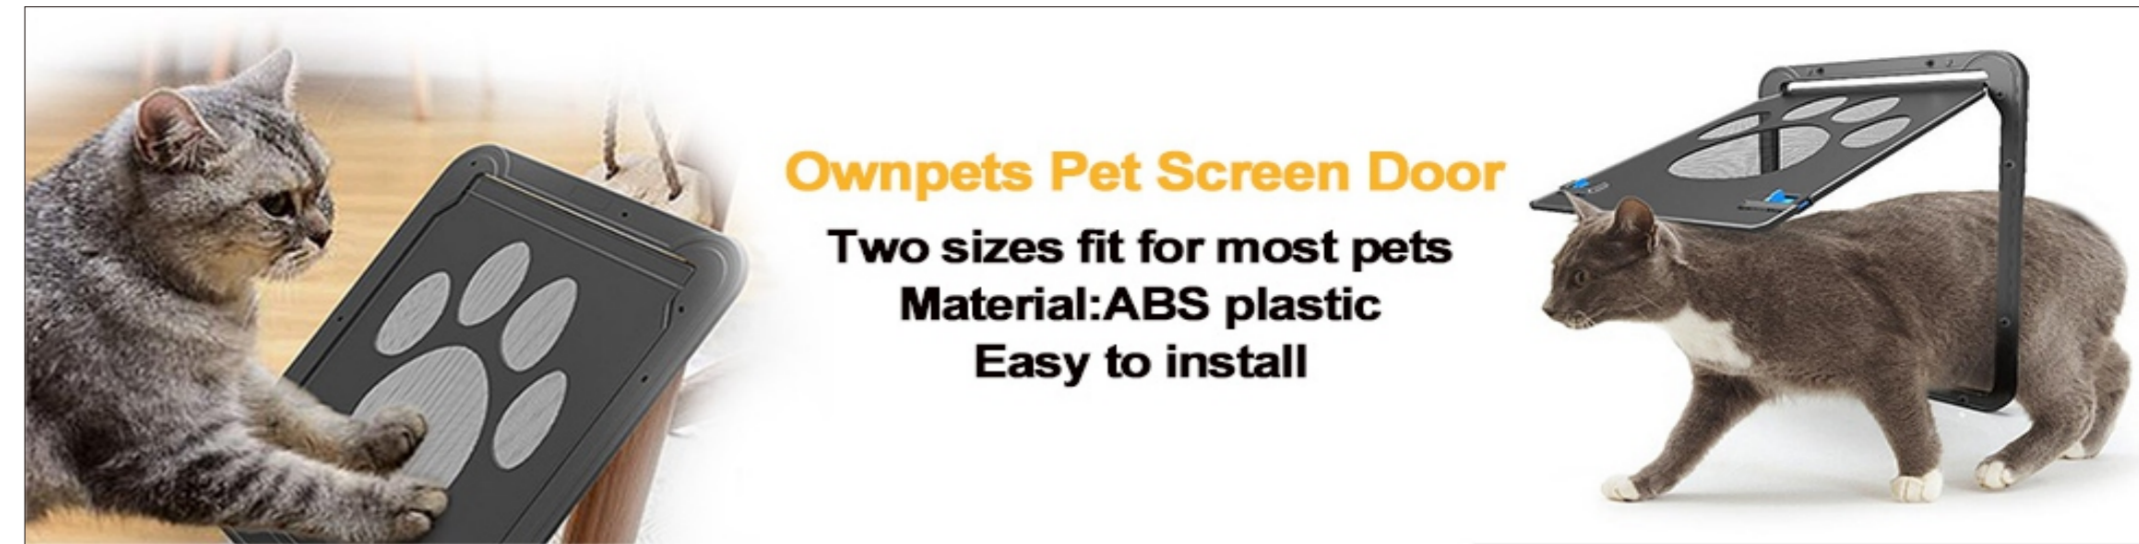 Ownpets Pet Screen Door
Two sizes fit for most pets
Material:ABS plastic
Easy to install